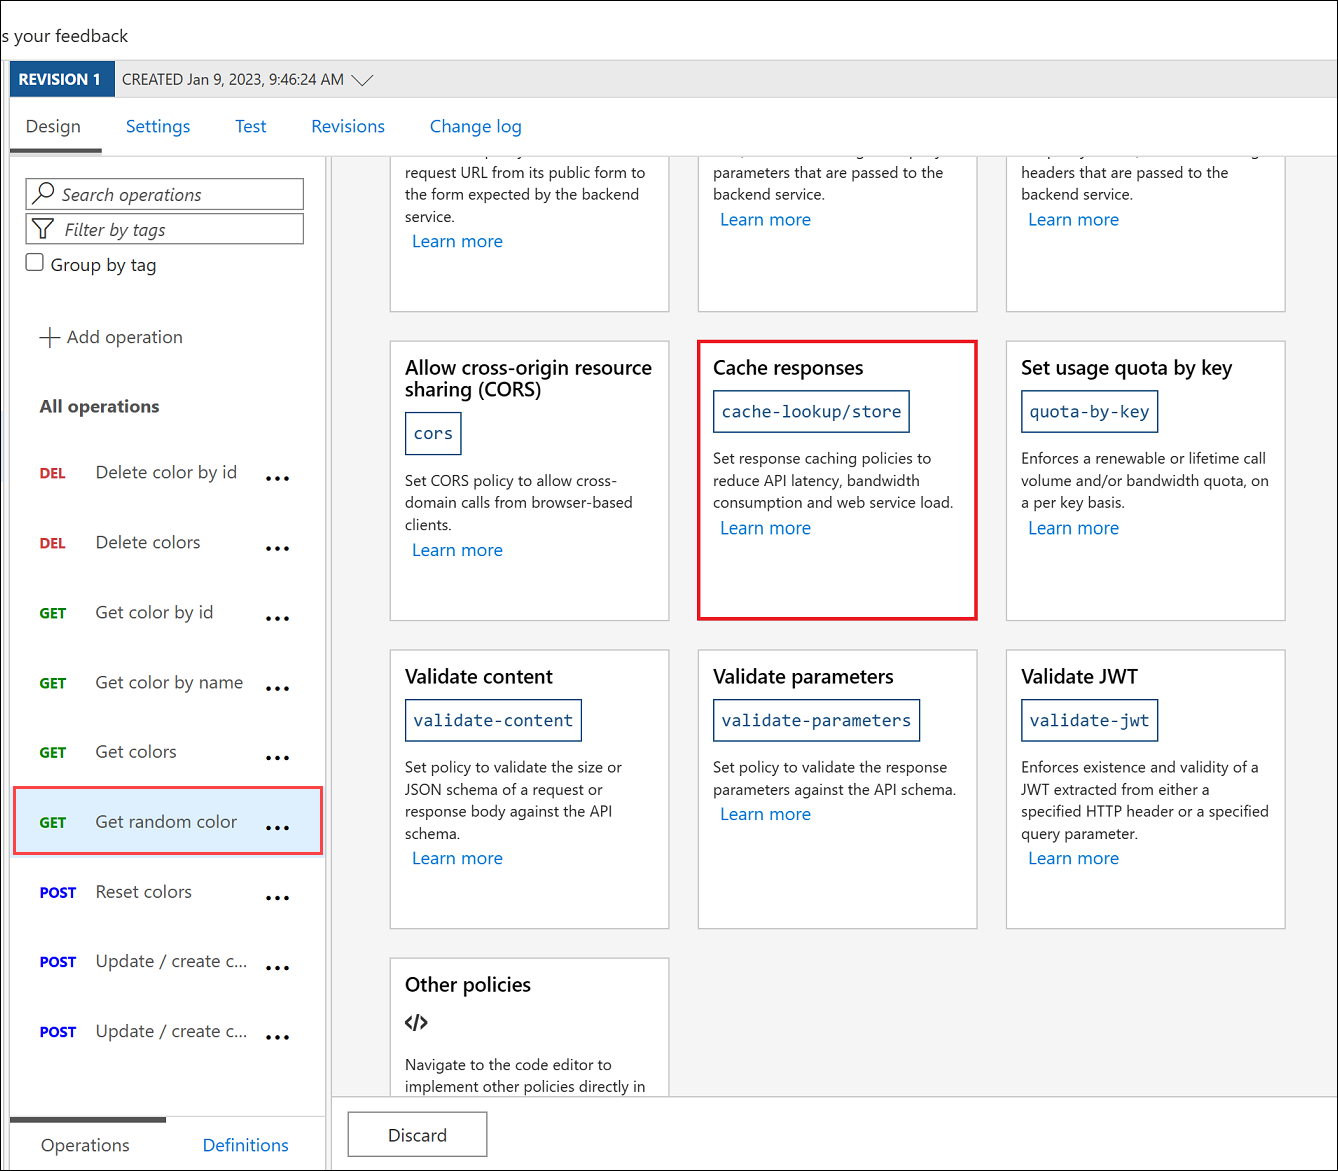 s your feedback
REVISION 1 CREATED Jan 9, 2023, 9:46:24 AM
Design Settings Test Revisions Change log
Search operations
Filter by tags
Group by tag
Add operation
All operations
DEL Delete color by id ...
DEL Delete colors ...
GET Get color by id ...
GET Get color by name ...
GET Get colors ...
GET Get random color ...
POST Reset colors ...
POST Update / create c... ...
POST Update / create c... ...
Operations Definitions
request URL from its public form to
the form expected by the backend
service.
Learn more
parameters that are passed to the
backend service.
Learn more
headers that are passed to the
backend service.
Learn more
Allow cross-origin resource
sharing (CORS)
cors
Set CORS policy to allow cross-
domain calls from browser-based
clients.
Learn more
Cache responses
cache-lookup/store
Set response caching policies to
reduce API latency, bandwidth
consumption and web service load.
Learn more
Set usage quota by key
quota-by-key
Enforces a renewable or lifetime call
volume and/or bandwidth quota, on
a per key basis.
Learn more
Validate content
validate-content
Set policy to validate the size or
JSON schema of a request or
response body against the API
schema.
Learn more
Validate parameters
validate-parameters
Set policy to validate the response
parameters against the API schema.
Learn more
Validate JWT
validate-jwt
Enforces existence and validity of a
JWT extracted from either a
specified HTTP header or a specified
query parameter.
Learn more
Other policies
</>
Navigate to the code editor to
implement other policies directly in
Discard